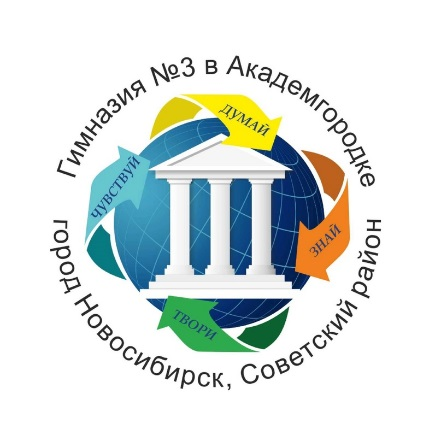 Гимназия №3 в Академгородке
ДУМАЙ
ЧУВСТВУЙ
ЗНАЙ
ТВОРИ
город Новосибирск, Советский район